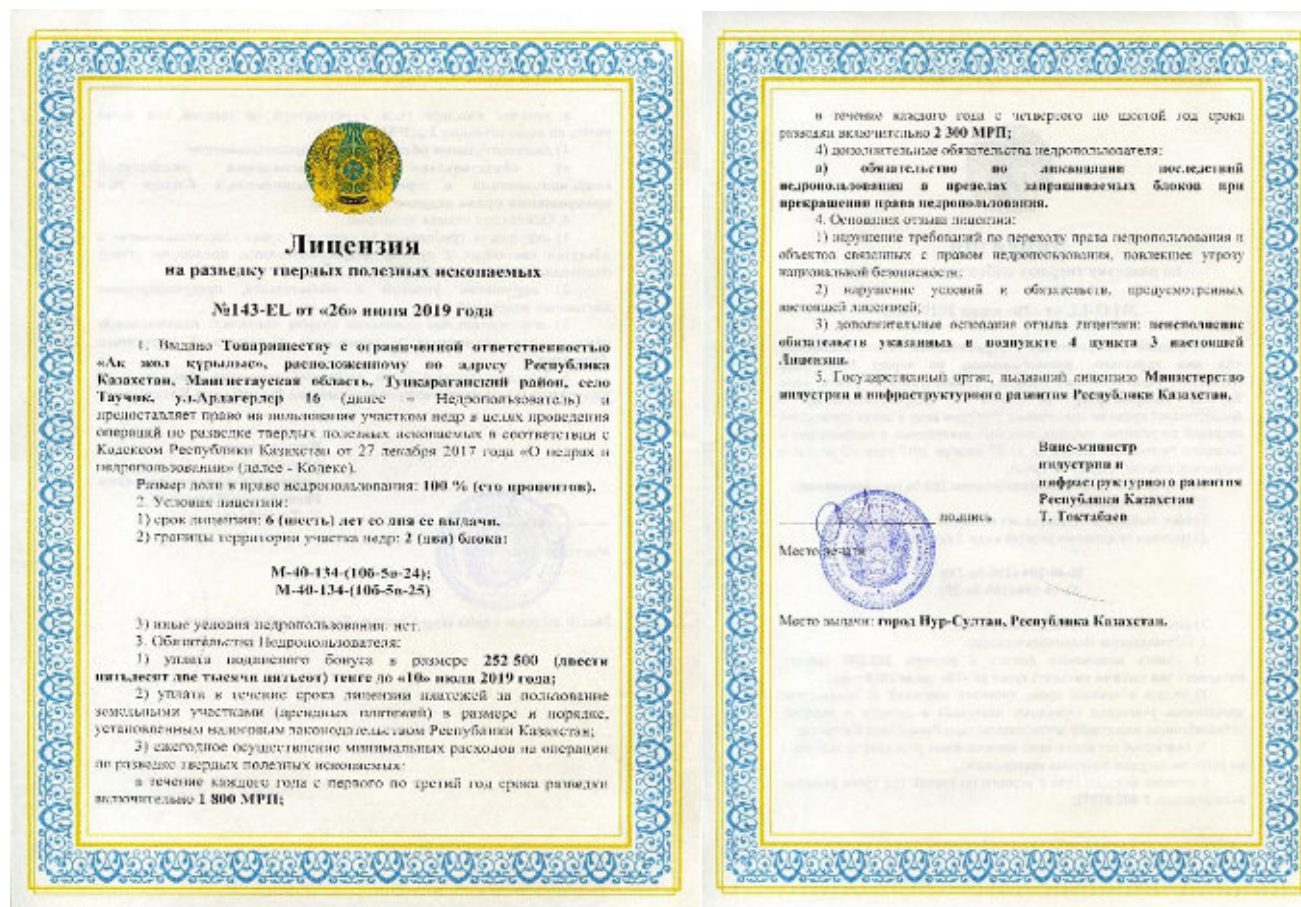 Лицензия
на разведку твердых полезных ископаемых
№143-EL от «26» июня 2019 года
1. Выдано Товариществу с ограниченной ответственностью
«Ак жол құрылыс», расположенному по адресу Республика
Казахстан, Мангистауская область, Тупкараганский район, село
Таучик, ул.Ардагерлер 16 (далее – Недропользователь) и
предоставляет право на пользование участком недр в целях проведения
операций по разведке твердых полезных ископаемых в соответствии с
Кодексом Республики Казахстан от 27 декабря 2017 года «О недрах и
недропользовании» (далее - Кодекс).
Размер доли в праве недропользования: 100 % (сто процентов).
2. Условия лицензии:
1) срок лицензии: 6 (шесть) лет со дня ее выдачи.
2) границы территории участка недр: 2 (два) блока:
М-40-134-(10б-5в-24);
М-40-134-(10б-5в-25)
3) иные условия недропользования: нет.
3. Обязательства Недропользователя:
1) уплата подписного бонуса в размере 252 500 (двести
пятьдесят две тысячи пятьсот) тенге до «10» июля 2019 года;
2) уплата в течение срока лицензии платежей за пользование
земельными участками (арендных платежей) в размере и порядке,
установленным налоговым законодательством Республики Казахстан;
3) ежегодное осуществление минимальных расходов на операции
по разведке твердых полезных ископаемых:
в течение каждого года с первого по третий год срока разведки
включительно 1 800 МРП;
в течение каждого года с четвертого по шестой год срока
разведки включительно 2 300 МРП;
4) дополнительные обязательства недропользователя:
а) обязательство по ликвидации последствий
недропользования в пределах запрашиваемых блоков при
прекращении права недропользования.
4. Основания отзыва лицензии:
1) нарушение требований по переходу права недропользования и
объектов связанных с правом недропользования, повлекшее угрозу
национальной безопасности;
2) нарушение условий и обязательств, предусмотренных
настоящей лицензией;
3) дополнительные основания отзыва лицензии: неисполнение
обязательств указанных в подпункте 4 пункта 3 настоящей
Лицензии.
5. Государственный орган, выдавший лицензию Министерство
индустрии и инфраструктурного развития Республики Казахстан.
Вице-министр
индустрии и
инфраструктурного развития
Республики Казахстан
подпись Т. Токтабаев
Место печати
Место выдачи: город Нур-Султан, Республика Казахстан.